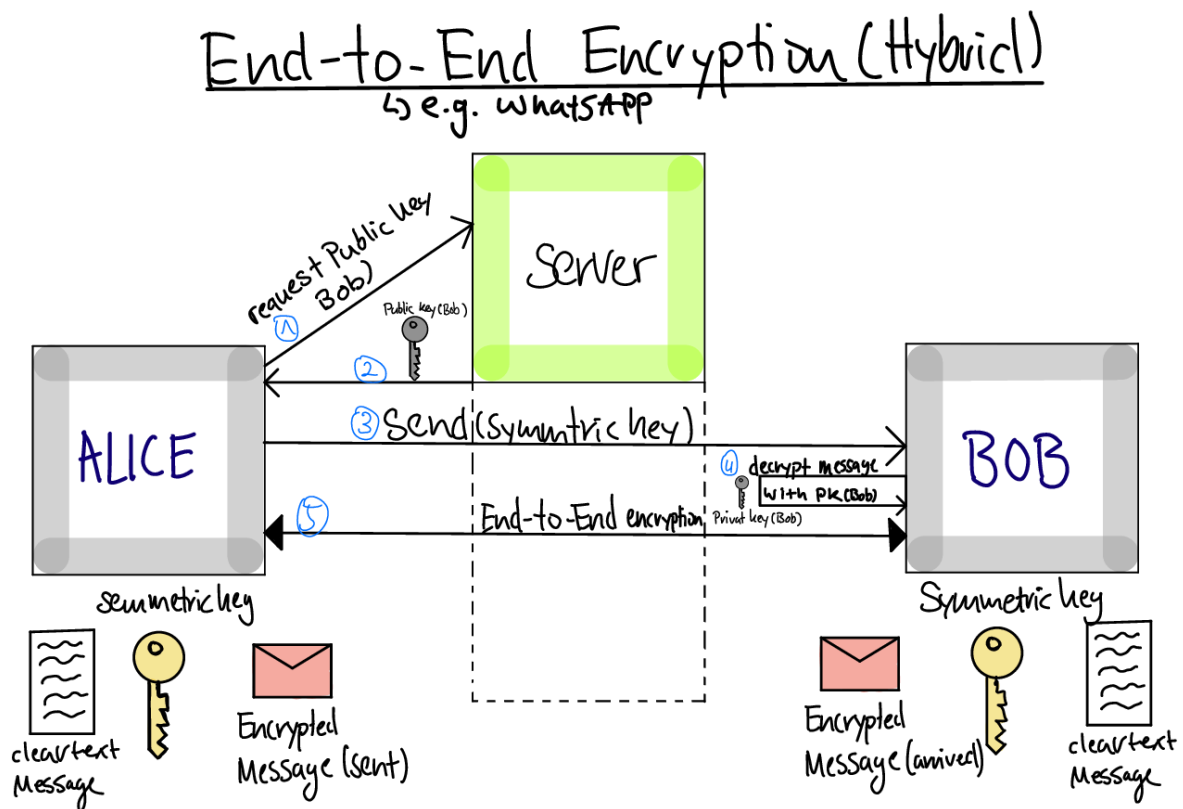 End-to-End Encryption (Hybrid)
↳ e.g. WhatsAPP
Server
request Public key
Bob)
1
Public key (Bob)
2
ALICE
BOB
3 Send (Symmtric key)
4 decrypt message
with PK (Bob)
Privat key (Bob)
5
End-to-End encryption
semmetric key
Symmetric key
cleartext
Message
Encrypted
Message (sent)
Encrypted
Message (arrived)
cleartext
Message